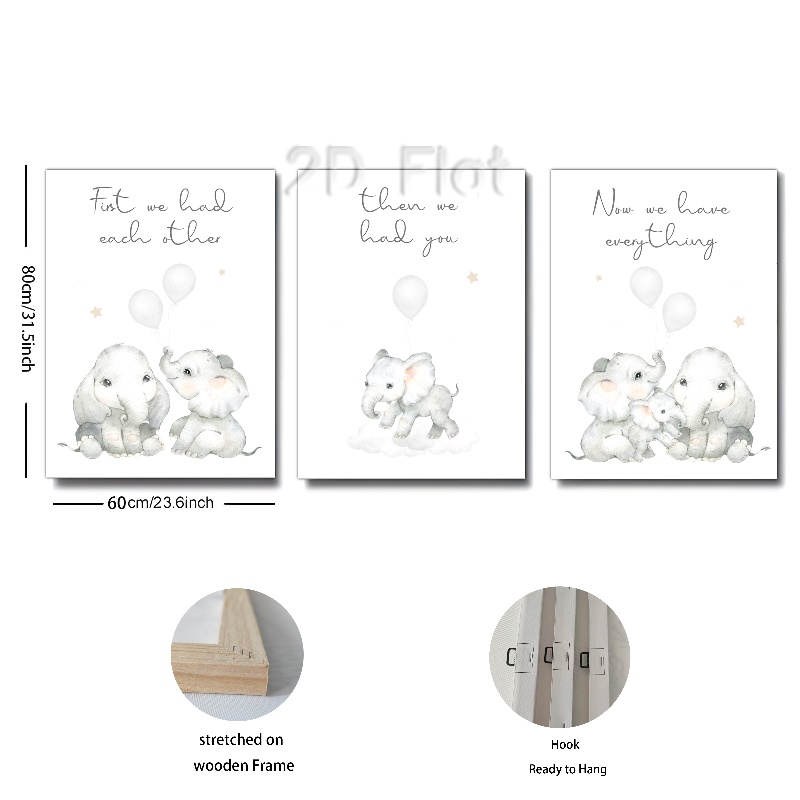 2D Flat
First we had
each other
then we
had you
Now we have
everything
80cm/31.5inch
60cm/23.6inch
stretched on
wooden Frame
Hook
Ready to Hang